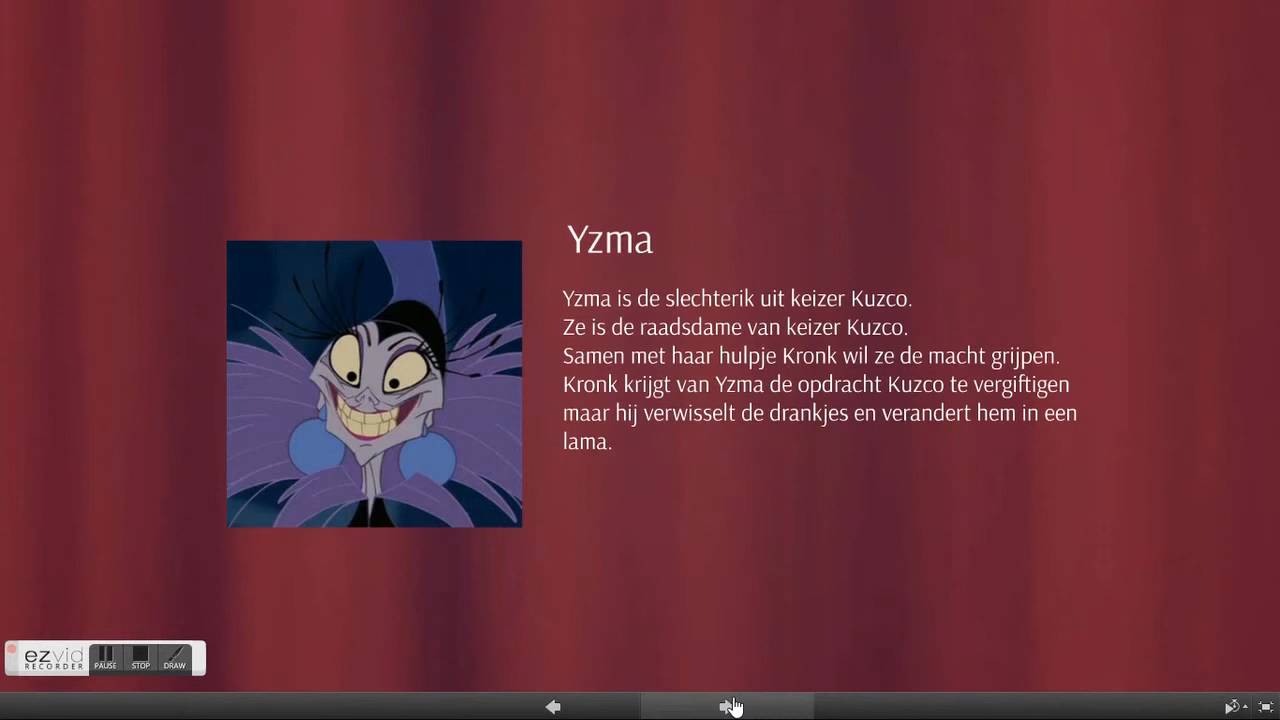 Yzma
Yzma is de slechterik uit keizer Kuzco.
Ze is de raadsdame van keizer Kuzco.
Samen met haar hulpje Kronk wil ze de macht grijpen.
Kronk krijgt van Yzma de opdracht Kuzco te vergiftigen
maar hij verwisselt de drankjes en verandert hem in een
lama.
ezvid
RECORDER
PAUSE
STOP
DRAW